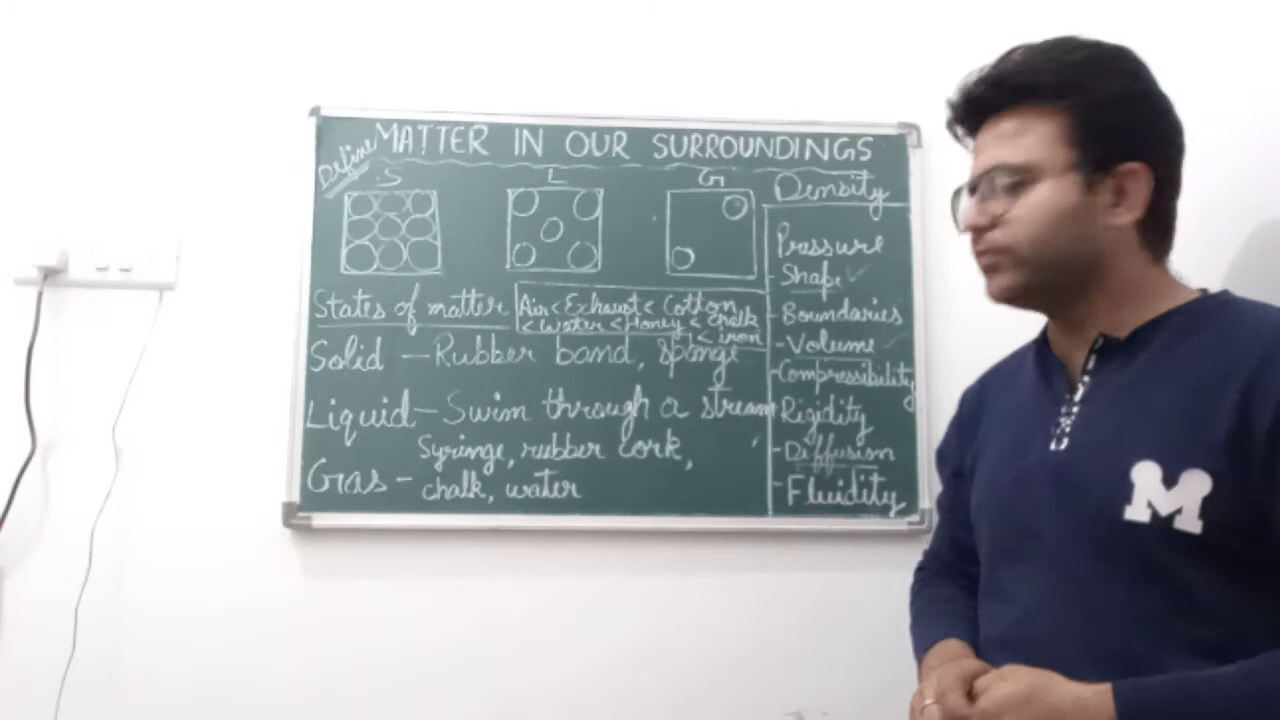 Define MATTER IN OUR SURROUNDINGS
S L G
Density
Pressure
- Shape ✓
- Boundaries
- Volume
- Compressibility
- Rigidity
- Diffusion
- Fluidity
States of matter
Air < Exhaust < Cotton
< Water < Honey < Chalk
< iron
Solid — Rubber band, sponge
Liquid — Swim through a stream
Syringe, rubber cork,
Gas - chalk, water
M